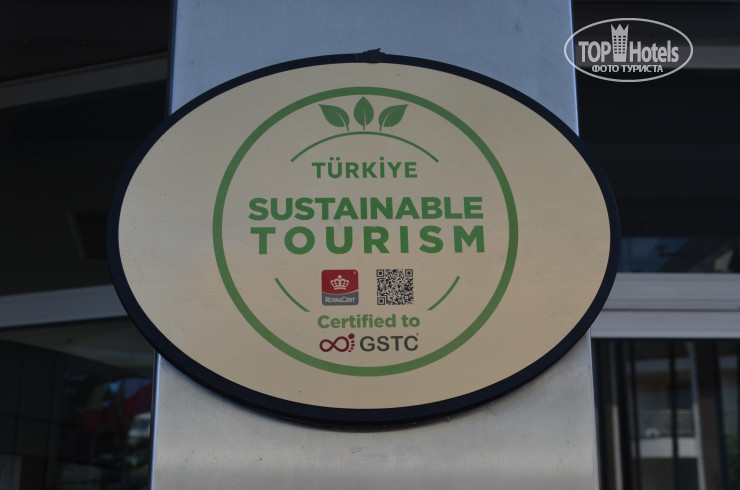 TOP Hotels
ФОТО ТУРИСТА
TÜRKİYE
SUSTAINABLE
TOURISM
ROYALCERT
Certified to
GSTC